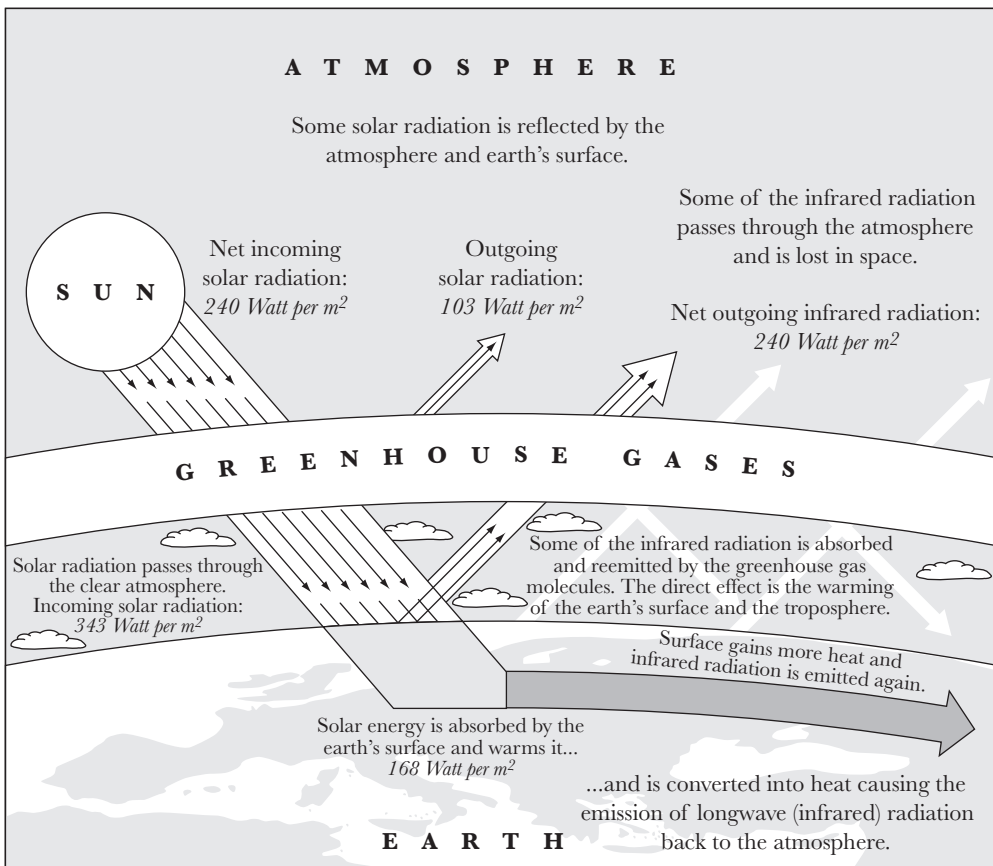 ATMOSPHERE
Some solar radiation is reflected by the
atmosphere and earth's surface.
SUN
Net incoming
solar radiation:
240 Watt per m²
Outgoing
solar radiation:
103 Watt per m²
Some of the infrared radiation
passes through the atmosphere
and is lost in space.
Net outgoing infrared radiation:
240 Watt per m²
GREENHOUSE GASES
Solar radiation passes through
the clear atmosphere.
Incoming solar radiation:
343 Watt per m²
Some of the infrared radiation is absorbed
and reemitted by the greenhouse gas
molecules. The direct effect is the warming
of the earth's surface and the troposphere.
Surface gains more heat and
infrared radiation is emitted again.
Solar energy is absorbed by the
earth's surface and warms it...
168 Watt per m²
...and is converted into heat causing the
emission of longwave (infrared) radiation
back to the atmosphere.
EARTH